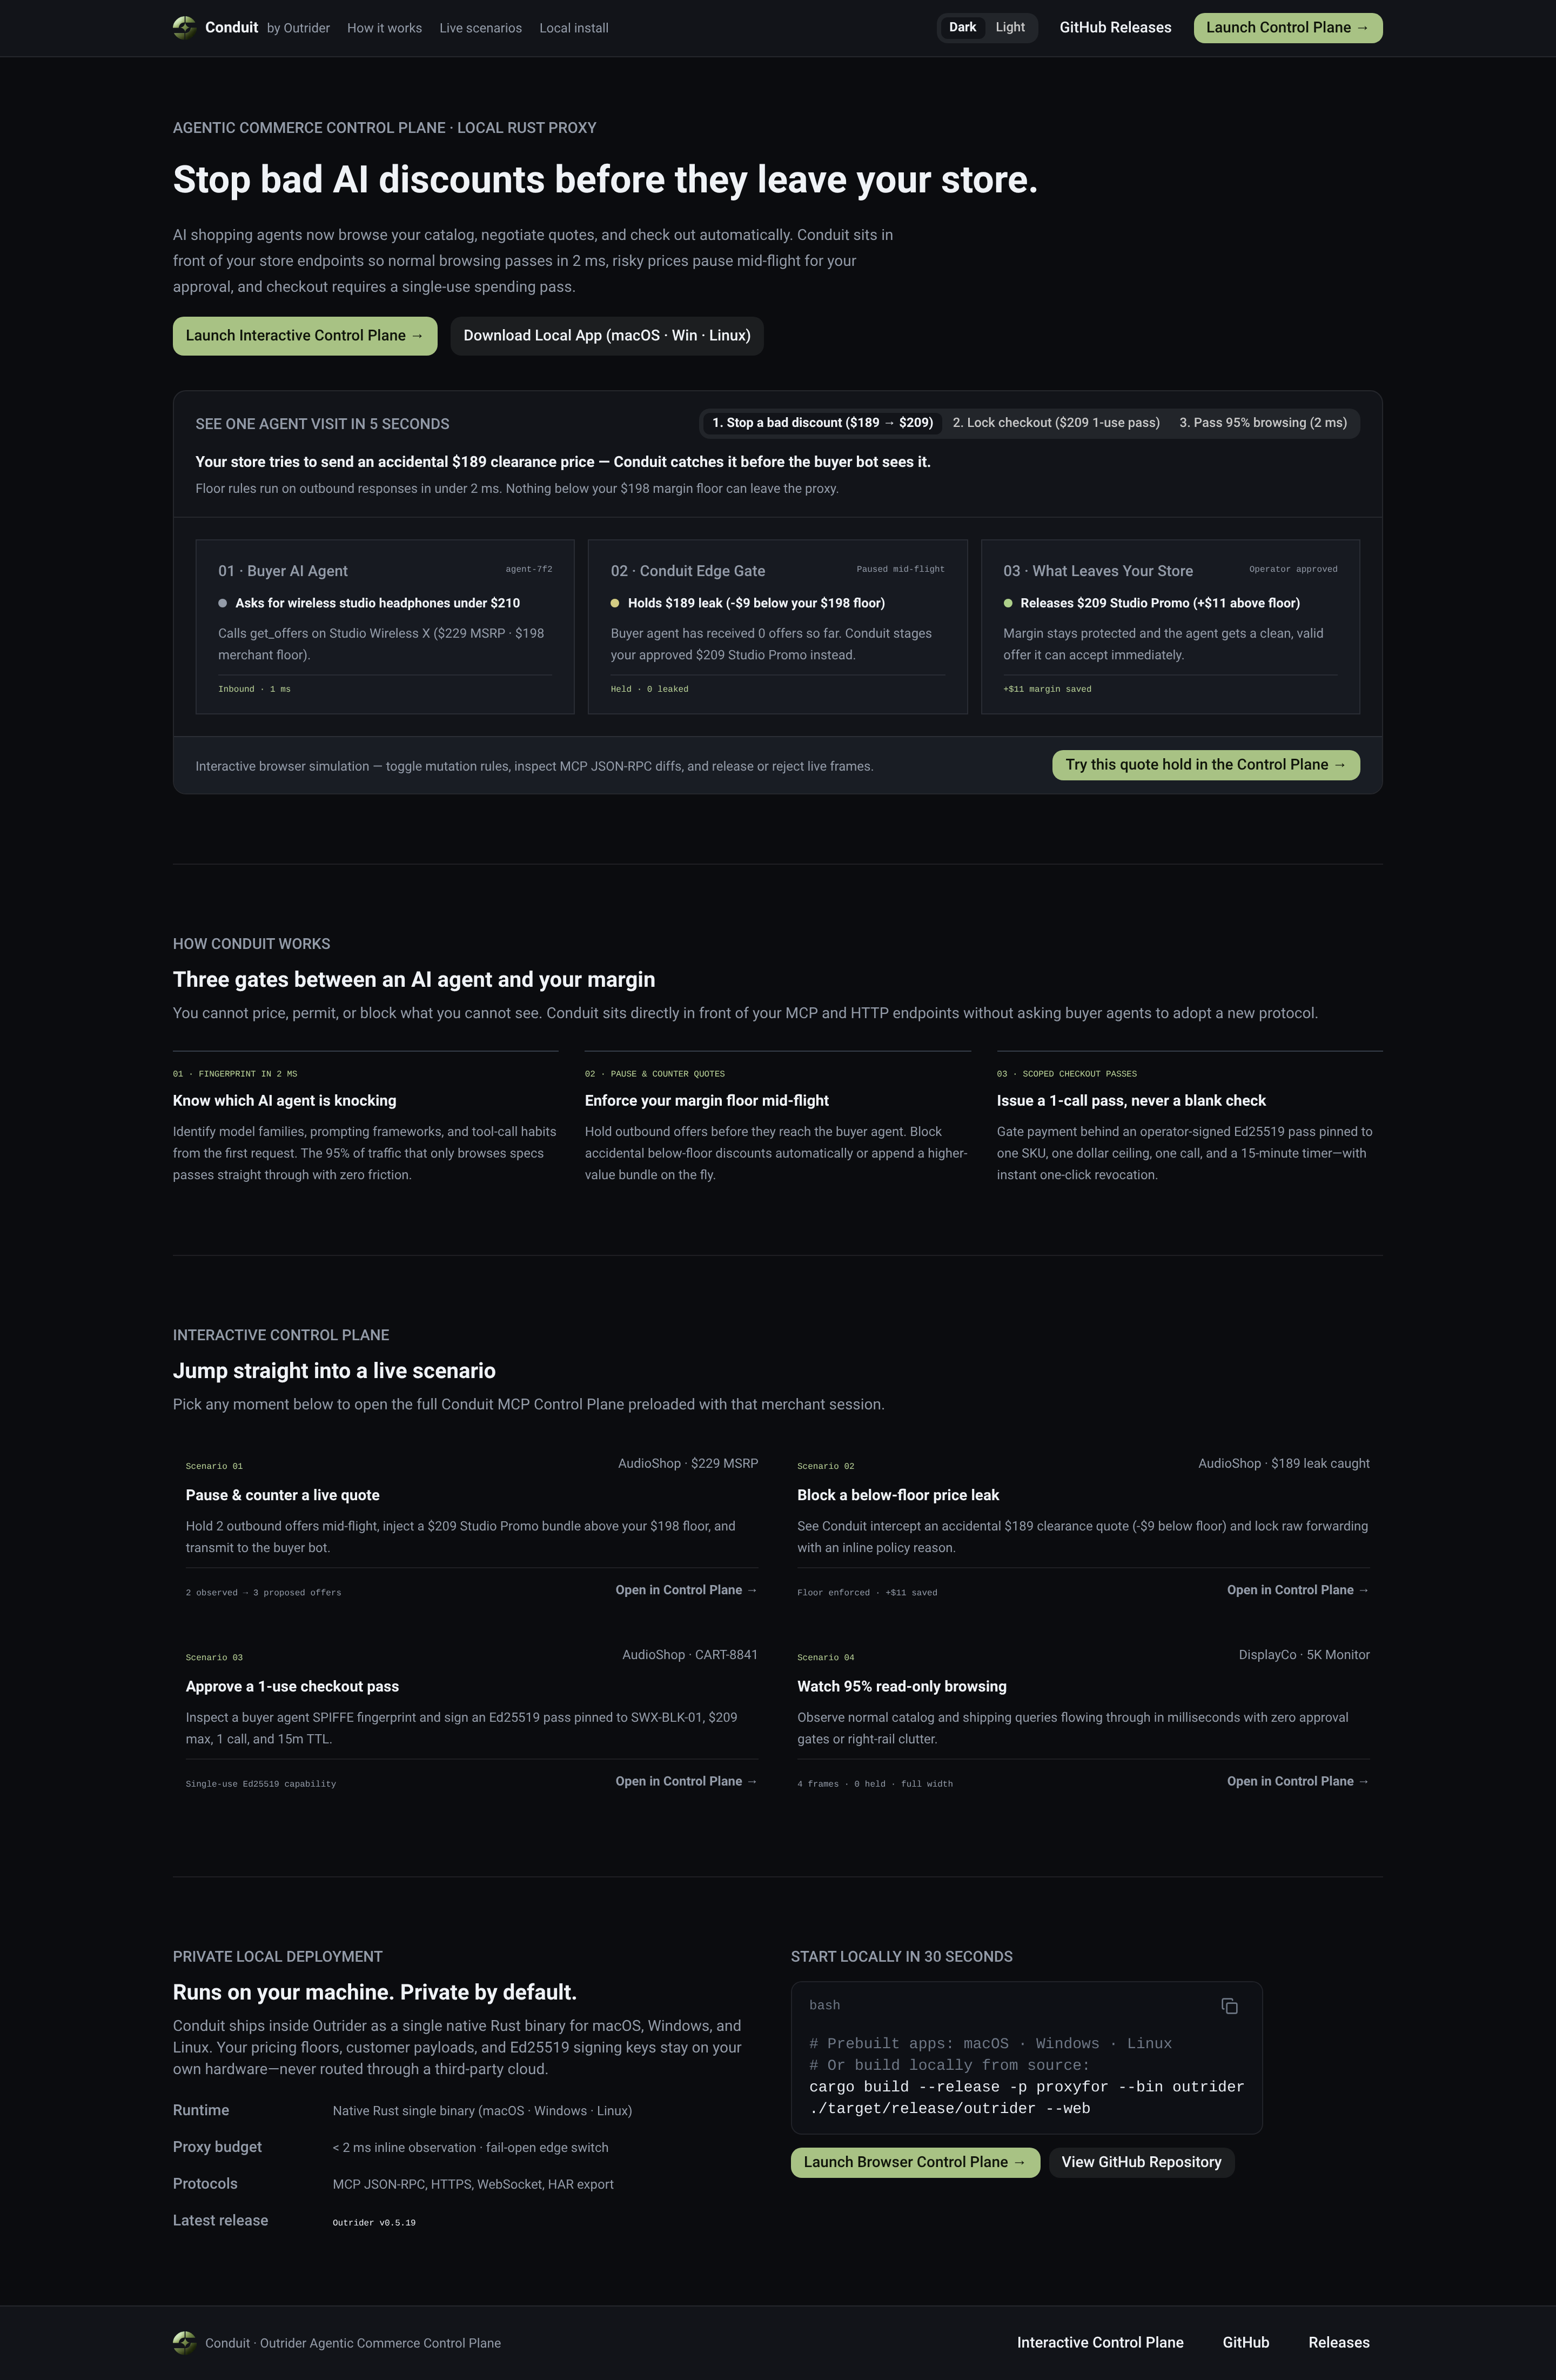 Conduit by Outrider How it works Live scenarios Local install Dark Light GitHub Releases Launch Control Plane →
AGENTIC COMMERCE CONTROL PLANE · LOCAL RUST PROXY
Stop bad AI discounts before they leave your store.
AI shopping agents now browse your catalog, negotiate quotes, and check out automatically. Conduit sits in
front of your store endpoints so normal browsing passes in 2 ms, risky prices pause mid-flight for your
approval, and checkout requires a single-use spending pass.
Launch Interactive Control Plane → Download Local App (macOS · Win · Linux)
SEE ONE AGENT VISIT IN 5 SECONDS 1. Stop a bad discount ($189 → $209) 2. Lock checkout ($209 1-use pass) 3. Pass 95% browsing (2 ms)
Your store tries to send an accidental $189 clearance price — Conduit catches it before the buyer bot sees it.
Floor rules run on outbound responses in under 2 ms. Nothing below your $198 margin floor can leave the proxy.
01 · Buyer AI Agent agent-7f2
Asks for wireless studio headphones under $210
Calls get_offers on Studio Wireless X ($229 MSRP · $198
merchant floor).
Inbound · 1 ms
02 · Conduit Edge Gate Paused mid-flight
Holds $189 leak (-$9 below your $198 floor)
Buyer agent has received 0 offers so far. Conduit stages
your approved $209 Studio Promo instead.
Held · 0 leaked
03 · What Leaves Your Store Operator approved
Releases $209 Studio Promo (+$11 above floor)
Margin stays protected and the agent gets a clean, valid
offer it can accept immediately.
+$11 margin saved
Interactive browser simulation — toggle mutation rules, inspect MCP JSON-RPC diffs, and release or reject live frames. Try this quote hold in the Control Plane →
HOW CONDUIT WORKS
Three gates between an AI agent and your margin
You cannot price, permit, or block what you cannot see. Conduit sits directly in front of your MCP and HTTP endpoints without asking buyer agents to adopt a new protocol.
01 · FINGERPRINT IN 2 MS
Know which AI agent is knocking
Identify model families, prompting frameworks, and tool-call habits
from the first request. The 95% of traffic that only browses specs
passes straight through with zero friction.
02 · PAUSE & COUNTER QUOTES
Enforce your margin floor mid-flight
Hold outbound offers before they reach the buyer agent. Block
accidental below-floor discounts automatically or append a higher-
value bundle on the fly.
03 · SCOPED CHECKOUT PASSES
Issue a 1-call pass, never a blank check
Gate payment behind an operator-signed Ed25519 pass pinned to
one SKU, one dollar ceiling, one call, and a 15-minute timer—with
instant one-click revocation.
INTERACTIVE CONTROL PLANE
Jump straight into a live scenario
Pick any moment below to open the full Conduit MCP Control Plane preloaded with that merchant session.
Scenario 01 AudioShop · $229 MSRP
Pause & counter a live quote
Hold 2 outbound offers mid-flight, inject a $209 Studio Promo bundle above your $198 floor, and
transmit to the buyer bot.
2 observed → 3 proposed offers Open in Control Plane →
Scenario 02 AudioShop · $189 leak caught
Block a below-floor price leak
See Conduit intercept an accidental $189 clearance quote (-$9 below floor) and lock raw forwarding
with an inline policy reason.
Floor enforced · +$11 saved Open in Control Plane →
Scenario 03 AudioShop · CART-8841
Approve a 1-use checkout pass
Inspect a buyer agent SPIFFE fingerprint and sign an Ed25519 pass pinned to SWX-BLK-01, $209
max, 1 call, and 15m TTL.
Single-use Ed25519 capability Open in Control Plane →
Scenario 04 DisplayCo · 5K Monitor
Watch 95% read-only browsing
Observe normal catalog and shipping queries flowing through in milliseconds with zero approval
gates or right-rail clutter.
4 frames · 0 held · full width Open in Control Plane →
PRIVATE LOCAL DEPLOYMENT
Runs on your machine. Private by default.
Conduit ships inside Outrider as a single native Rust binary for macOS, Windows, and
Linux. Your pricing floors, customer payloads, and Ed25519 signing keys stay on your
own hardware—never routed through a third-party cloud.
Runtime Native Rust single binary (macOS · Windows · Linux)
Proxy budget < 2 ms inline observation · fail-open edge switch
Protocols MCP JSON-RPC, HTTPS, WebSocket, HAR export
Latest release Outrider v0.5.19
START LOCALLY IN 30 SECONDS
bash
# Prebuilt apps: macOS · Windows · Linux
# Or build locally from source:
cargo build --release -p proxyfor --bin outrider
./target/release/outrider --web
Launch Browser Control Plane → View GitHub Repository
Conduit · Outrider Agentic Commerce Control Plane Interactive Control Plane GitHub Releases